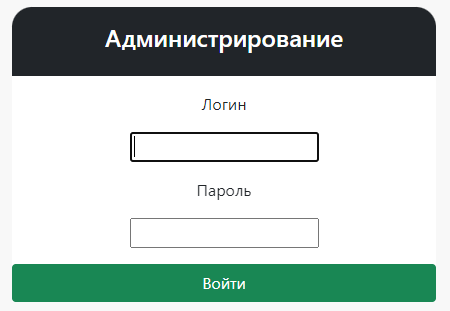 Администрирование
Логин
Пароль
Войти